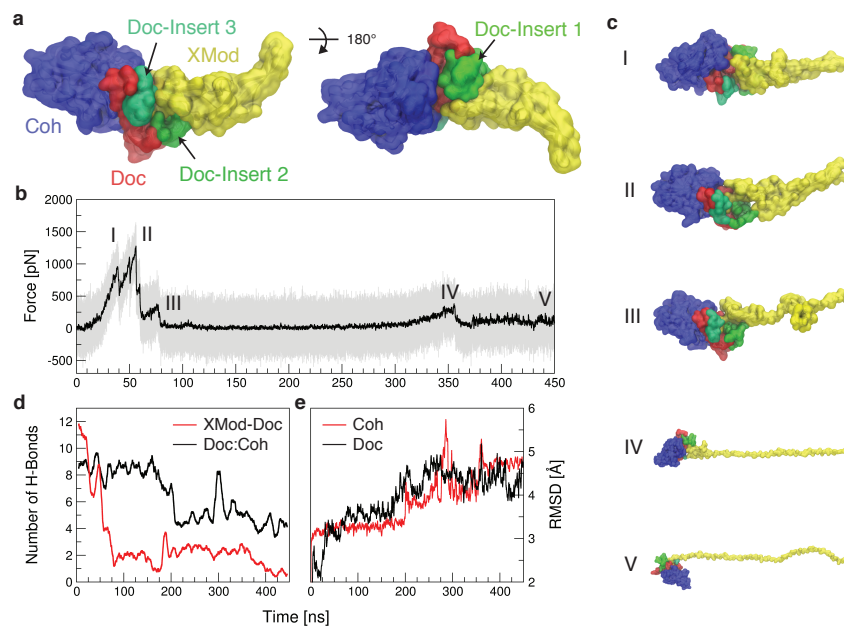 a
Doc-Insert 3
XMod
180°
Doc-Insert 1
Coh
Doc
Doc-Insert 2
c
I
II
III
IV
V
b
2000
1500
1000
500
0
-500
Force [pN]
I
II
III
IV
V
0
50
100
150
200
250
300
350
400
450
d
XMod-Doc
Doc:Coh
12
10
8
6
4
2
0
Number of H-Bonds
0
100
200
300
400
e
Coh
Doc
6
5
4
3
2
RMSD [Å]
0
100
200
300
400
500
Time [ns]